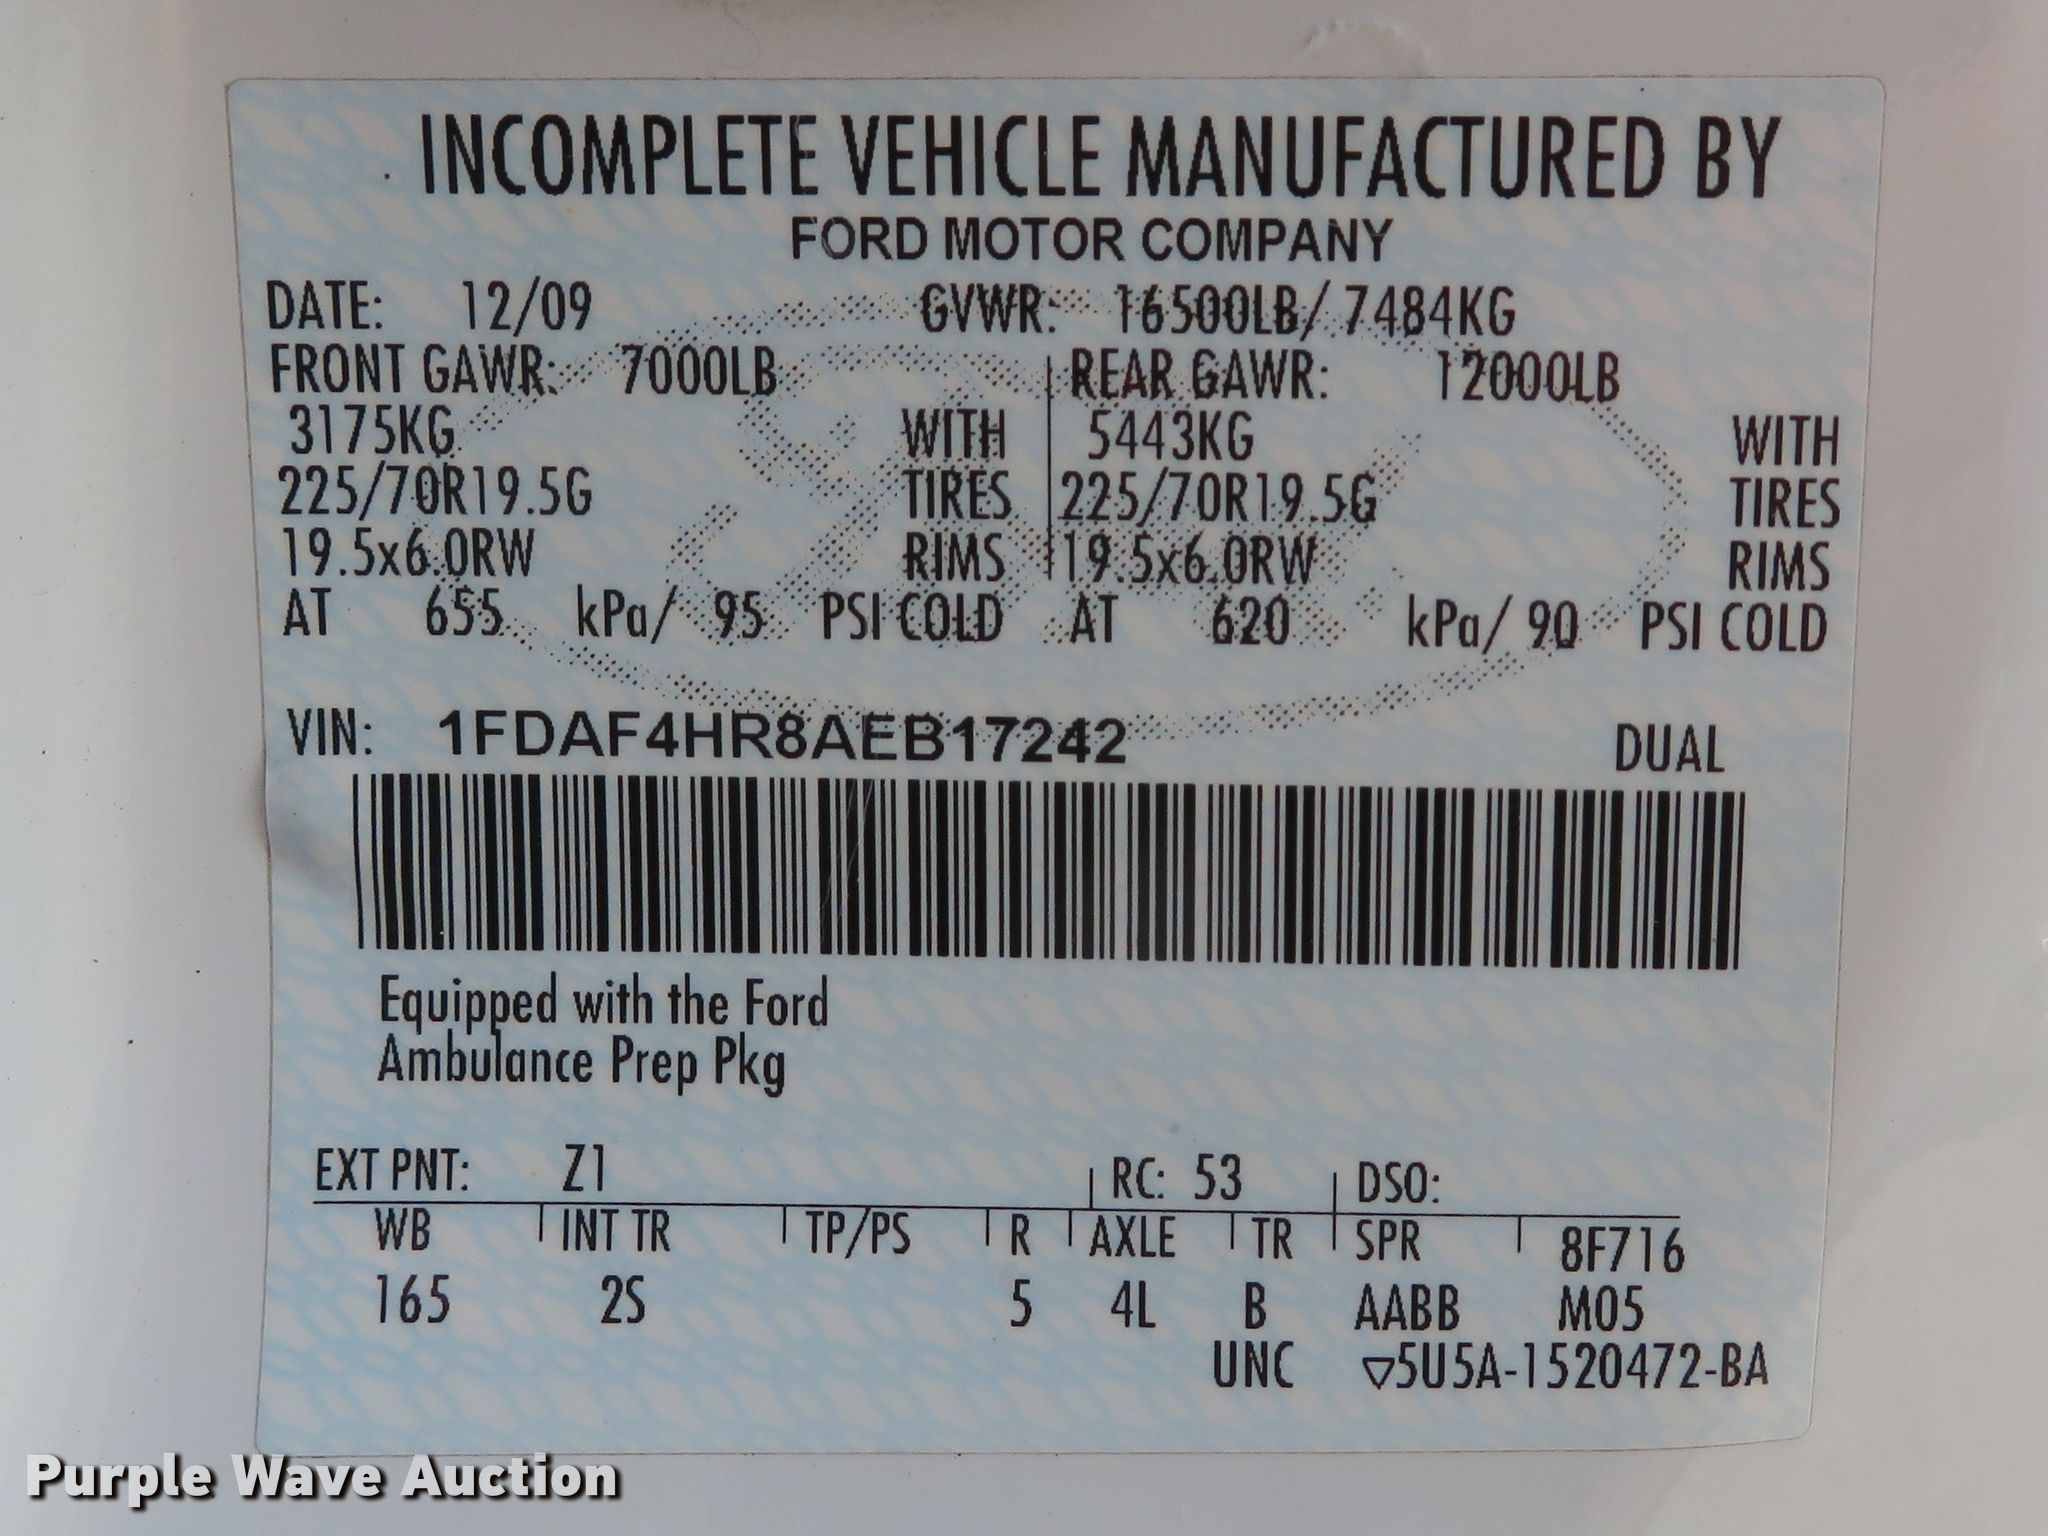 INCOMPLETE VEHICLE MANUFACTURED BY
FORD MOTOR COMPANY
DATE: 12/09 GVWR: 16500LB/ 7484KG
FRONT GAWR: 7000LB REAR GAWR: 12000LB
3175KG WITH 5443KG WITH
225/70R19.5G TIRES 225/70R19.5G TIRES
19.5x6.0RW RIMS 19.5x6.0RW RIMS
AT 655 kPa/ 95 PSI COLD AT 620 kPa/ 90 PSI COLD
VIN: 1FDAF4HR8AEB17242 DUAL
Equipped with the Ford
Ambulance Prep Pkg
EXT PNT: Z1 RC: 53 DSO:
WB INT TR TP/PS R AXLE TR SPR 8F716
165 2S 5 4L B AABB M05
UNC ▽5U5A-1520472-BA
Purple Wave Auction